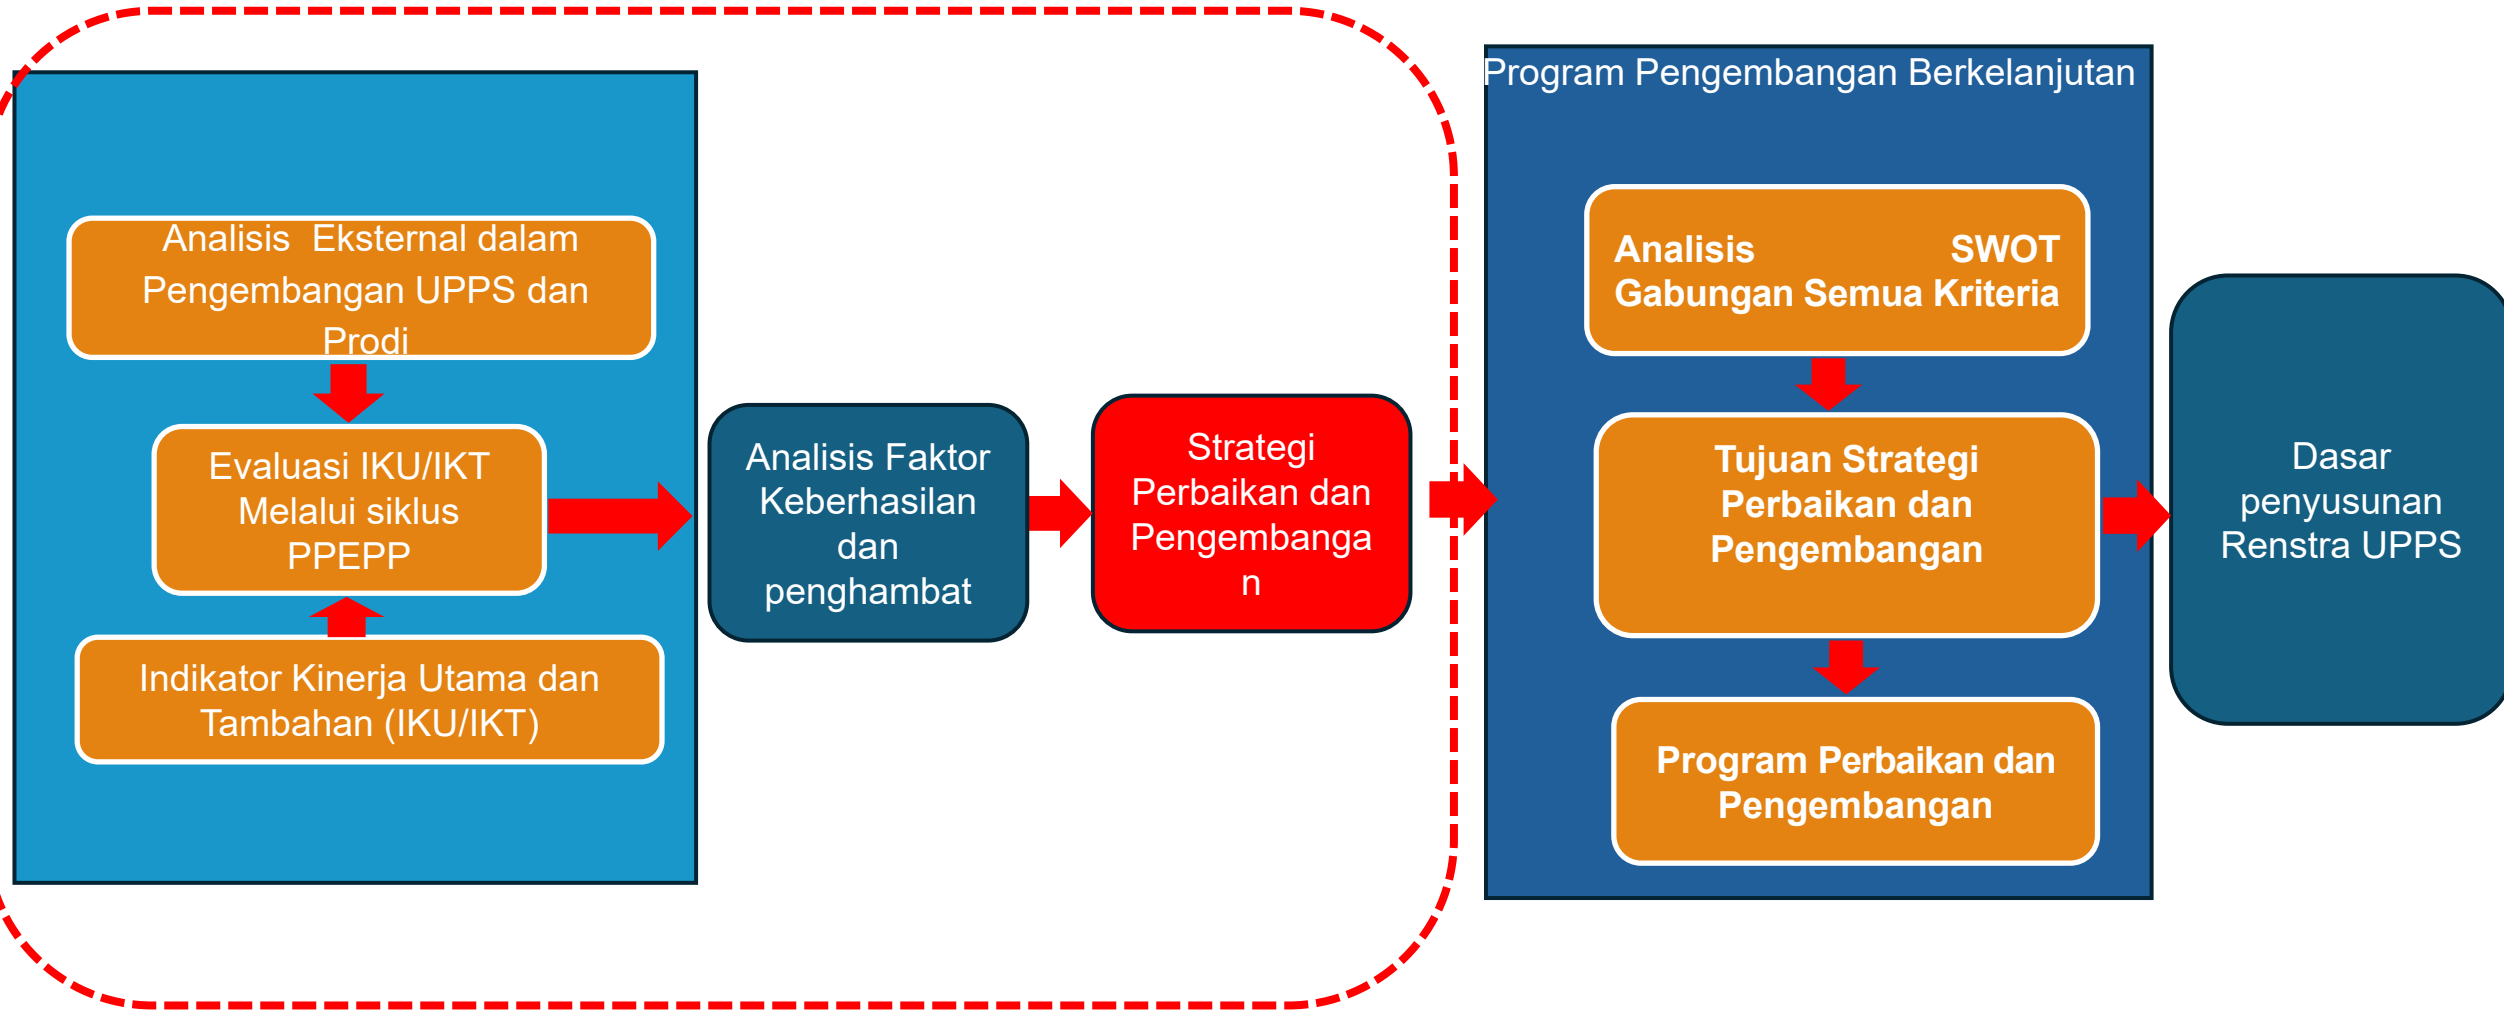 Analisis  Eksternal dalam
Pengembangan UPPS dan
Prodi
Evaluasi IKU/IKT
Melalui siklus
PPEPP
Indikator Kinerja Utama dan
Tambahan (IKU/IKT)
Analisis Faktor
Keberhasilan
dan
penghambat
Strategi
Perbaikan dan
Pengembanga
n
Program Pengembangan Berkelanjutan
Analisis SWOT
Gabungan Semua Kriteria
Tujuan Strategi
Perbaikan dan
Pengembangan
Program Perbaikan dan
Pengembangan
Dasar
penyusunan
Renstra UPPS